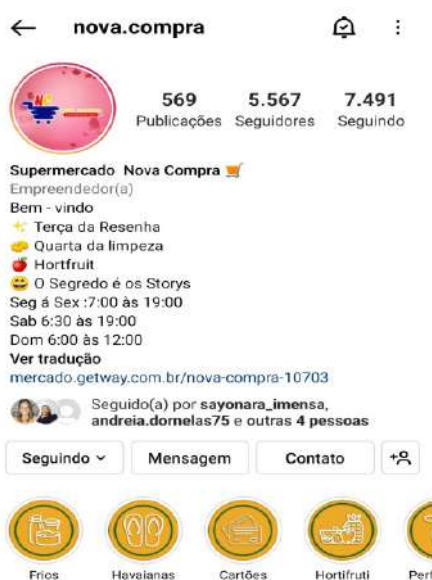 nova.compra
569 5.567 7.491
Publicações Seguidores Seguindo
Supermercado Nova Compra
Empreendedor(a)
Bem - vindo
Terça da Resenha
Quarta da limpeza
Hortfruit
O Segredo é os Storys
Seg á Sex :7:00 às 19:00
Sab 6:30 às 19:00
Dom 6:00 às 12:00
Ver tradução
mercado.getway.com.br/nova-compra-10703
Seguido(a) por sayonara_imensa,
andreia.dornelas75 e outras 4 pessoas
Seguindo Mensagem Contato
Frios Havaianas Cartões Hortifruti Perf